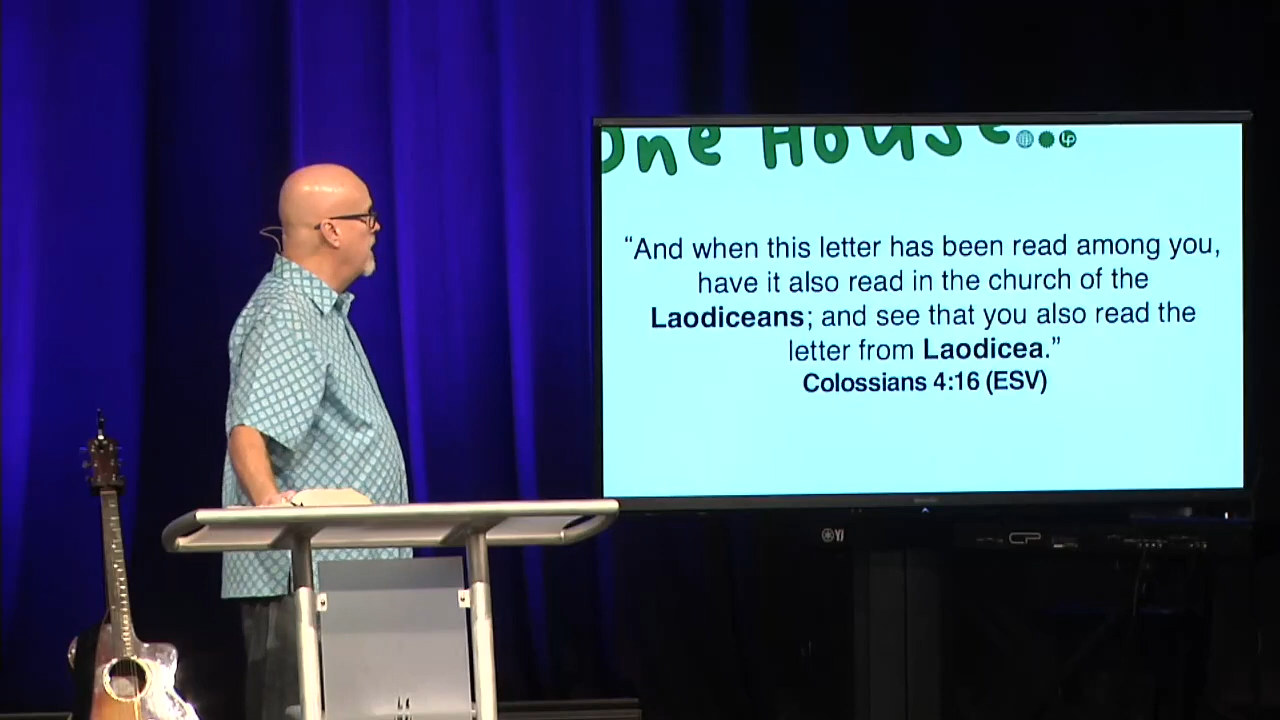 One House...
LP
“And when this letter has been read among you,
have it also read in the church of the
Laodiceans; and see that you also read the
letter from Laodicea.”
Colossians 4:16 (ESV)